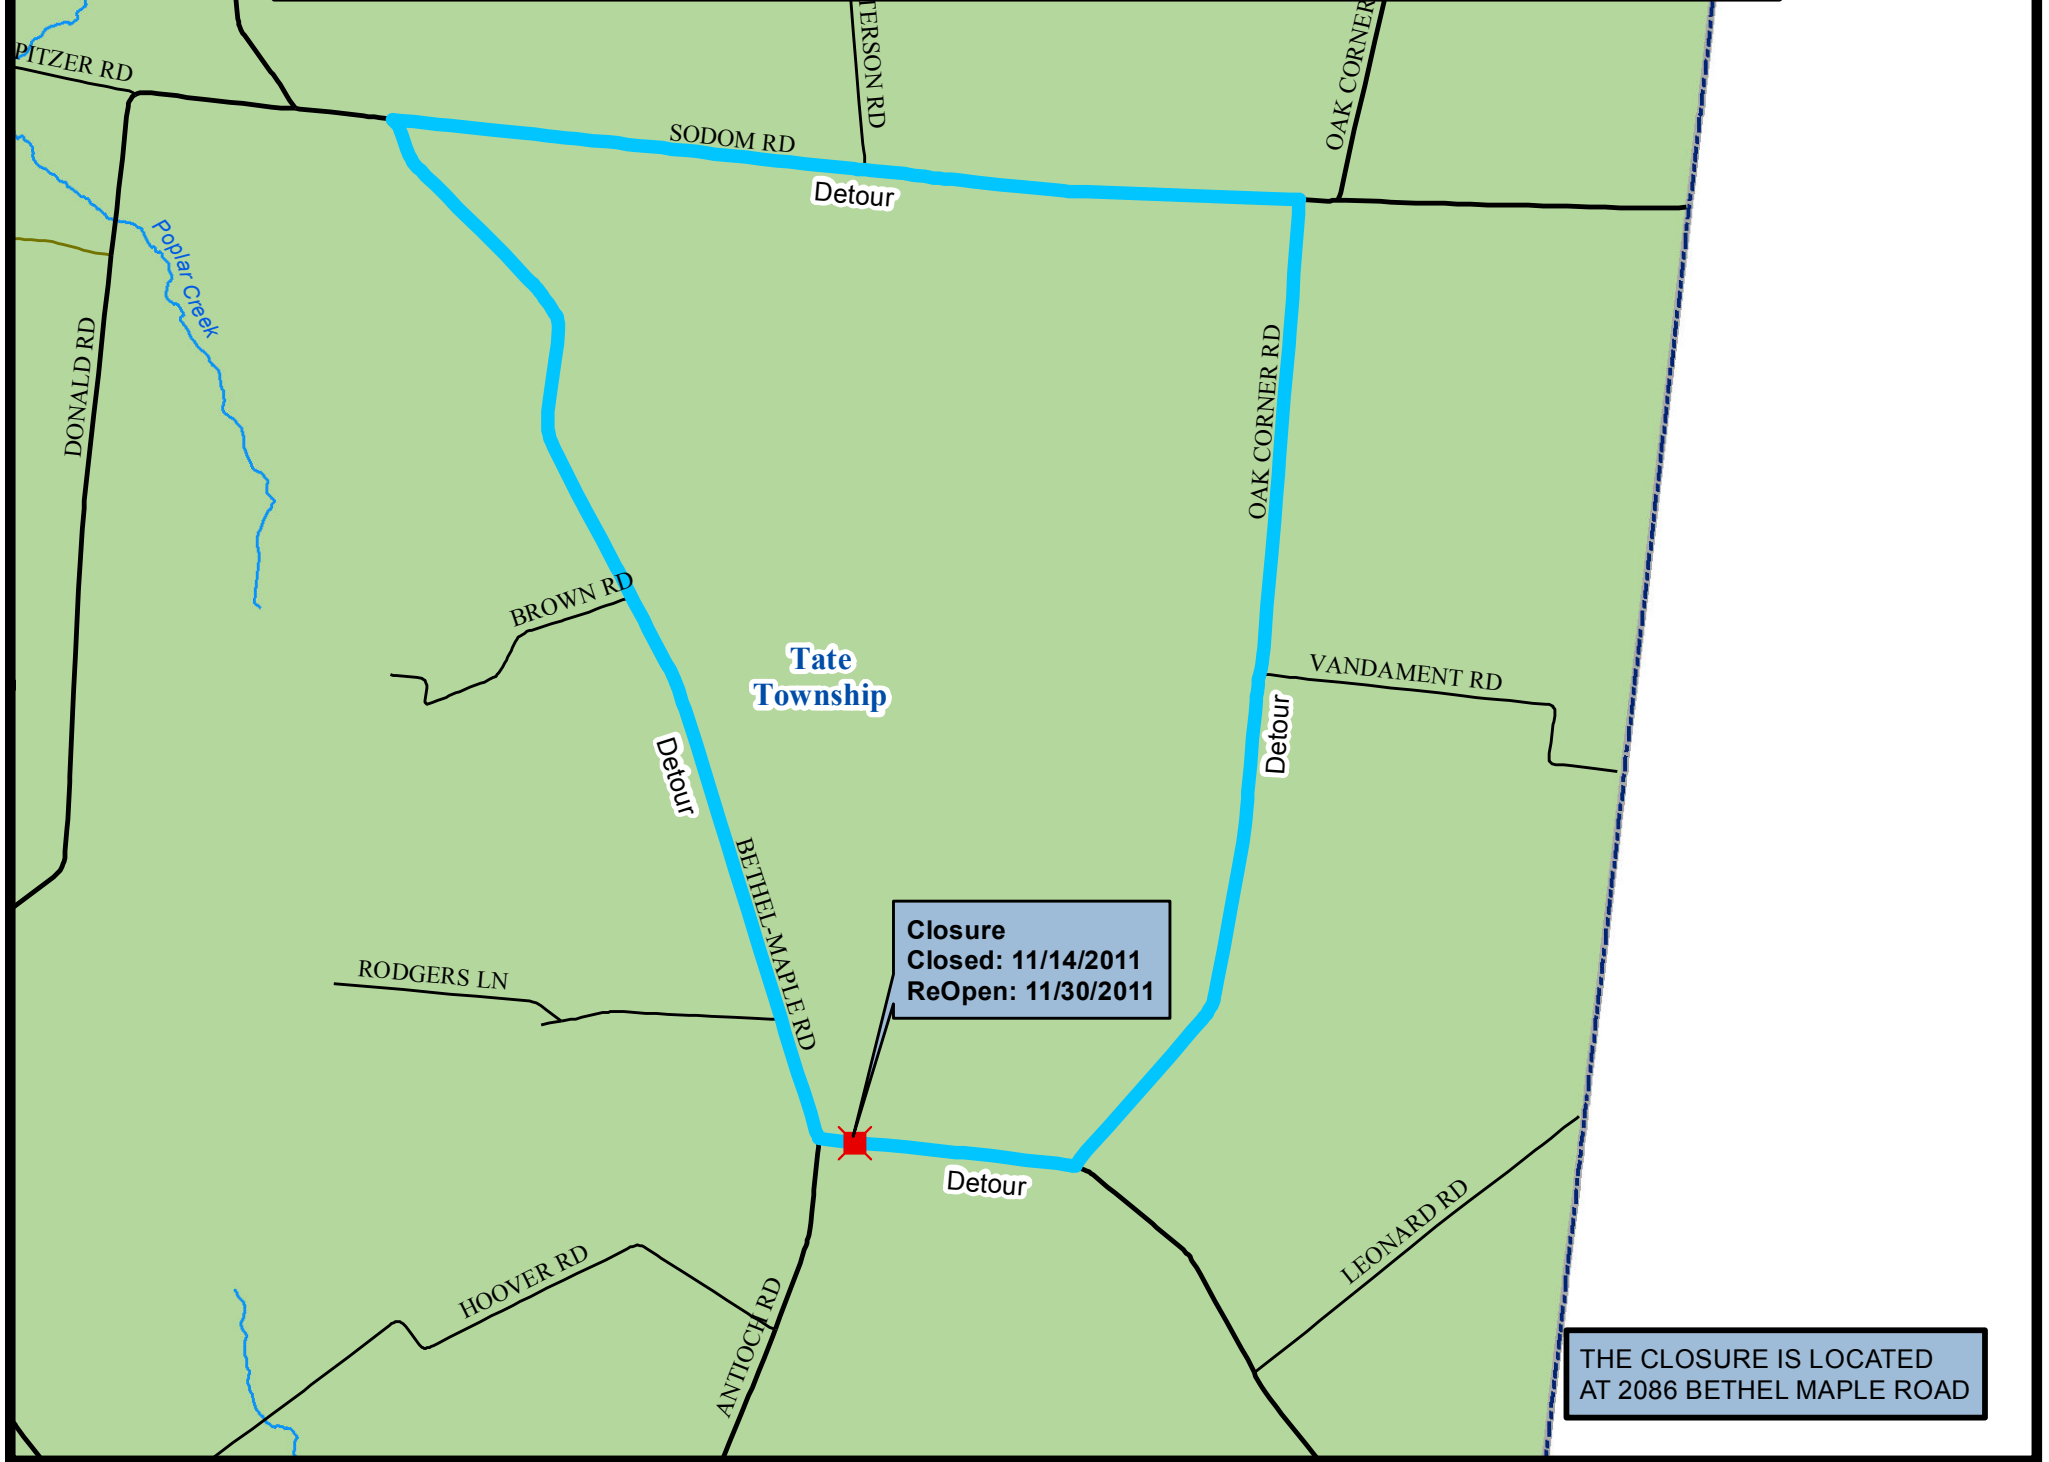 PITZER RD
TERSON RD
OAK CORNER
SODOM RD
Detour
Poplar Creek
DONALD RD
OAK CORNER RD
BROWN RD
Tate
Township
VANDAMENT RD
Detour
Detour
BETHEL-MAPLE RD
Closure
Closed: 11/14/2011
ReOpen: 11/30/2011
RODGERS LN
Detour
LEONARD RD
HOOVER RD
ANTIOCH RD
THE CLOSURE IS LOCATED
AT 2086 BETHEL MAPLE ROAD